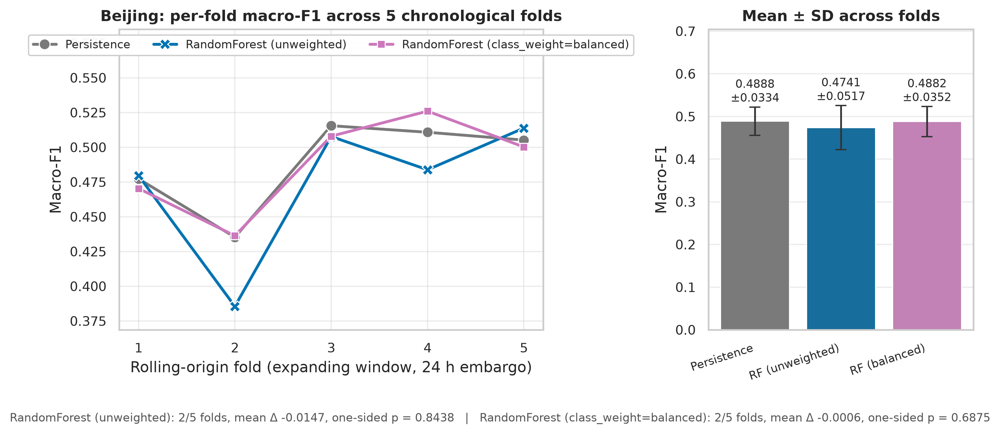 Beijing: per-fold macro-F1 across 5 chronological folds
Persistence
RandomForest (unweighted)
RandomForest (class_weight=balanced)
Macro-F1
0.550
0.525
0.500
0.475
0.450
0.425
0.400
0.375
1
2
3
4
5
Rolling-origin fold (expanding window, 24 h embargo)
Mean ± SD across folds
Macro-F1
0.7
0.6
0.5
0.4
0.3
0.2
0.1
0.0
0.4888
±0.0334
0.4741
±0.0517
0.4882
±0.0352
Persistence
RF (unweighted)
RF (balanced)
RandomForest (unweighted): 2/5 folds, mean Δ -0.0147, one-sided p = 0.8438 | RandomForest (class_weight=balanced): 2/5 folds, mean Δ -0.0006, one-sided p = 0.6875